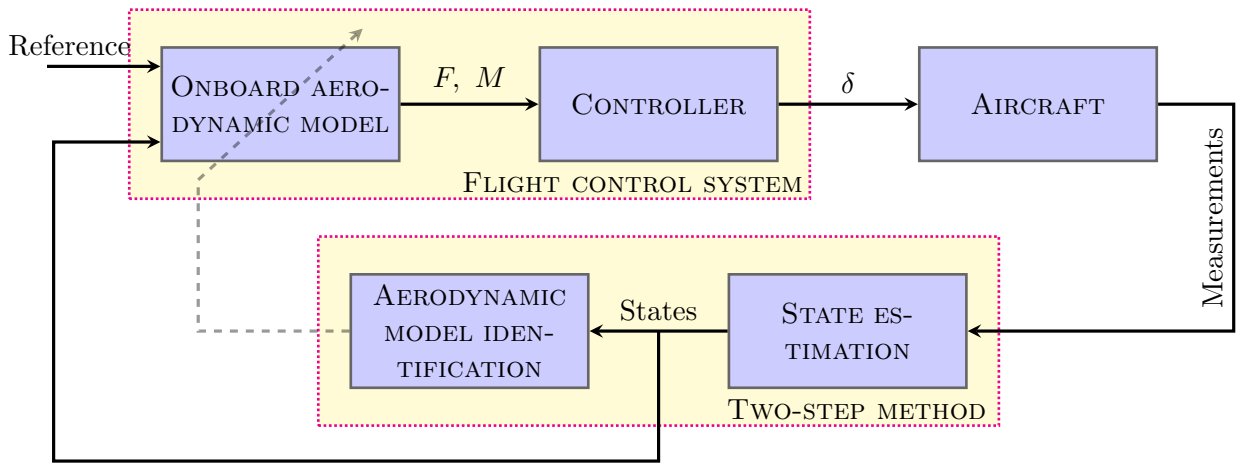 Reference
ONBOARD AERO-
DYNAMIC MODEL
F, M
CONTROLLER
δ
AIRCRAFT
FLIGHT CONTROL SYSTEM
Measurements
AERODYNAMIC
MODEL IDEN-
TIFICATION
States
STATE ES-
TIMATION
TWO-STEP METHOD